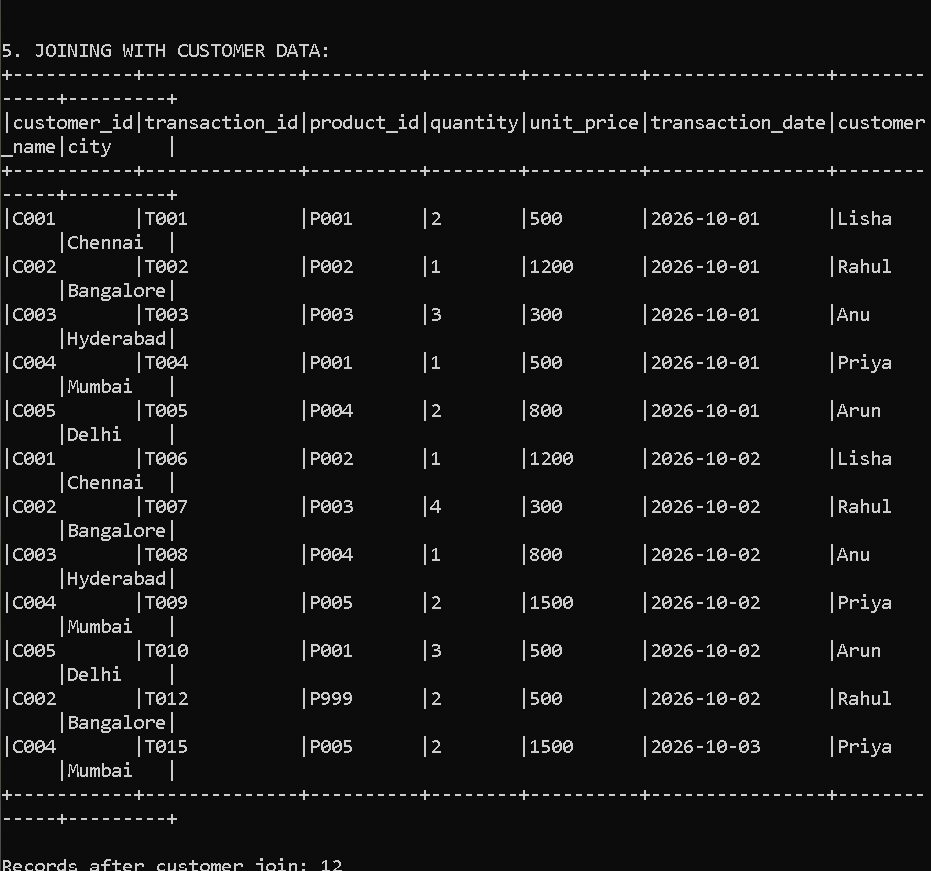 5. JOINING WITH CUSTOMER DATA:
+-----------+--------------+----------+--------+----------+----------------+--------
-----+---------+
|customer_id|transaction_id|product_id|quantity|unit_price|transaction_date|customer
_name|city     |
+-----------+--------------+----------+--------+----------+----------------+--------
-----+---------+
|C001       |T001          |P001      |2       |500       |2026-10-01      |Lisha
     |Chennai  |
|C002       |T002          |P002      |1       |1200      |2026-10-01      |Rahul
     |Bangalore|
|C003       |T003          |P003      |3       |300       |2026-10-01      |Anu
     |Hyderabad|
|C004       |T004          |P001      |1       |500       |2026-10-01      |Priya
     |Mumbai   |
|C005       |T005          |P004      |2       |800       |2026-10-01      |Arun
     |Delhi    |
|C001       |T006          |P002      |1       |1200      |2026-10-02      |Lisha
     |Chennai  |
|C002       |T007          |P003      |4       |300       |2026-10-02      |Rahul
     |Bangalore|
|C003       |T008          |P004      |1       |800       |2026-10-02      |Anu
     |Hyderabad|
|C004       |T009          |P005      |2       |1500      |2026-10-02      |Priya
     |Mumbai   |
|C005       |T010          |P001      |3       |500       |2026-10-02      |Arun
     |Delhi    |
|C002       |T012          |P999      |2       |500       |2026-10-02      |Rahul
     |Bangalore|
|C004       |T015          |P005      |2       |1500      |2026-10-03      |Priya
     |Mumbai   |
+-----------+--------------+----------+--------+----------+----------------+--------
-----+---------+
Records after customer join: 12